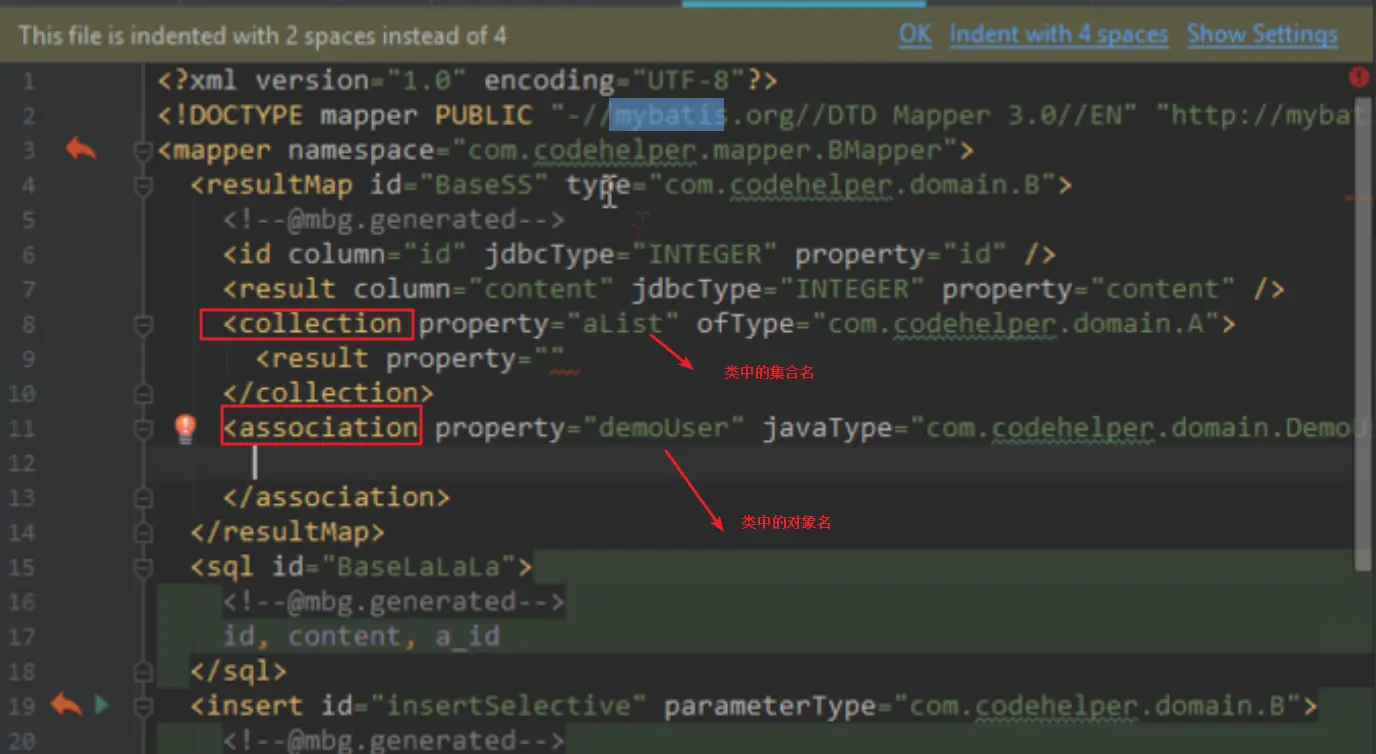 This file is indented with 2 spaces instead of 4 OK Indent with 4 spaces Show Settings
1 <?xml version="1.0" encoding="UTF-8"?>
2 <!DOCTYPE mapper PUBLIC "-//mybatis.org//DTD Mapper 3.0//EN" "http://mybat
3 <mapper namespace="com.codehelper.mapper.BMapper">
4 <resultMap id="BaseSS" type="com.codehelper.domain.B">
5 <!--@mbg.generated-->
6 <id column="id" jdbcType="INTEGER" property="id" />
7 <result column="content" jdbcType="INTEGER" property="content" />
8 <collection property="aList" ofType="com.codehelper.domain.A">
9 <result property=""
类中的集合名
10 </collection>
11 <association property="demoUser" javaType="com.codehelper.domain.DemoU
12
13 </association>
类中的对象名
14 </resultMap>
15 <sql id="BaseLaLaLa">
16 <!--@mbg.generated-->
17 id, content, a_id
18 </sql>
19 <insert id="insertSelective" parameterType="com.codehelper.domain.B">
20 <!--@mbg.generated-->